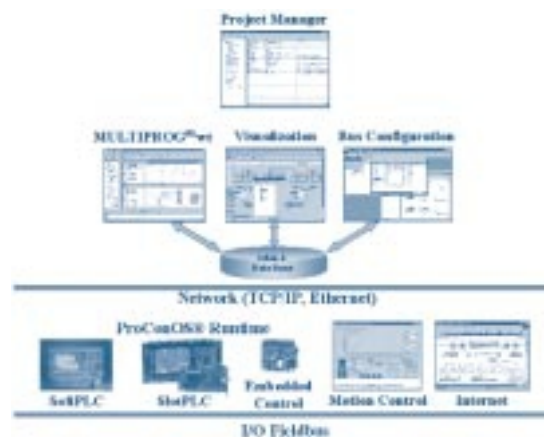 Project Manager
MULTIPROG® wt
Visualization
Bus Configuration
Network (TCP/IP, Ethernet)
ProConOS® Runtime
SoftPLC
SlotPLC
Embedded
Control
Motion Control
Internet
I/O Fieldbus